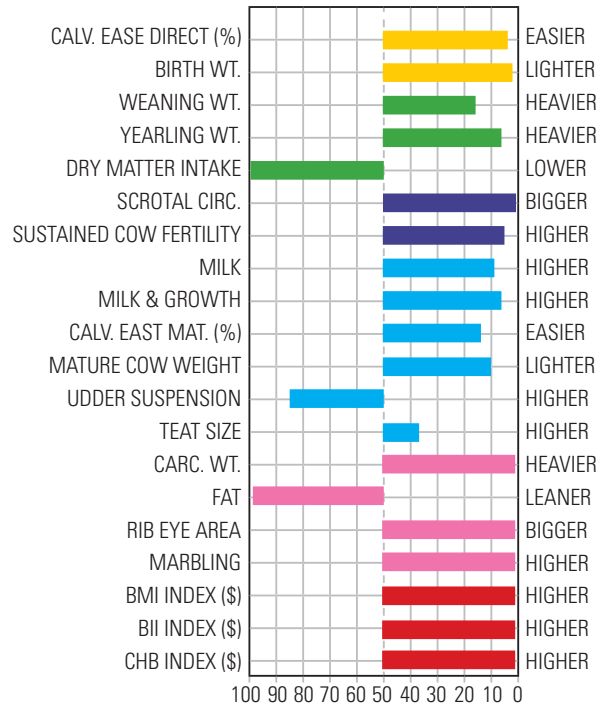 CALV. EASE DIRECT (%) EASIER
BIRTH WT. LIGHTER
WEANING WT. HEAVIER
YEARLING WT. HEAVIER
DRY MATTER INTAKE LOWER
SCROTAL CIRC. BIGGER
SUSTAINED COW FERTILITY HIGHER
MILK HIGHER
MILK & GROWTH HIGHER
CALV. EAST MAT. (%) EASIER
MATURE COW WEIGHT LIGHTER
UDDER SUSPENSION HIGHER
TEAT SIZE HIGHER
CARC. WT. HEAVIER
FAT LEANER
RIB EYE AREA BIGGER
MARBLING HIGHER
BMI INDEX ($) HIGHER
BII INDEX ($) HIGHER
CHB INDEX ($) HIGHER
100 90 80 70 60 50 40 30 20 10 0